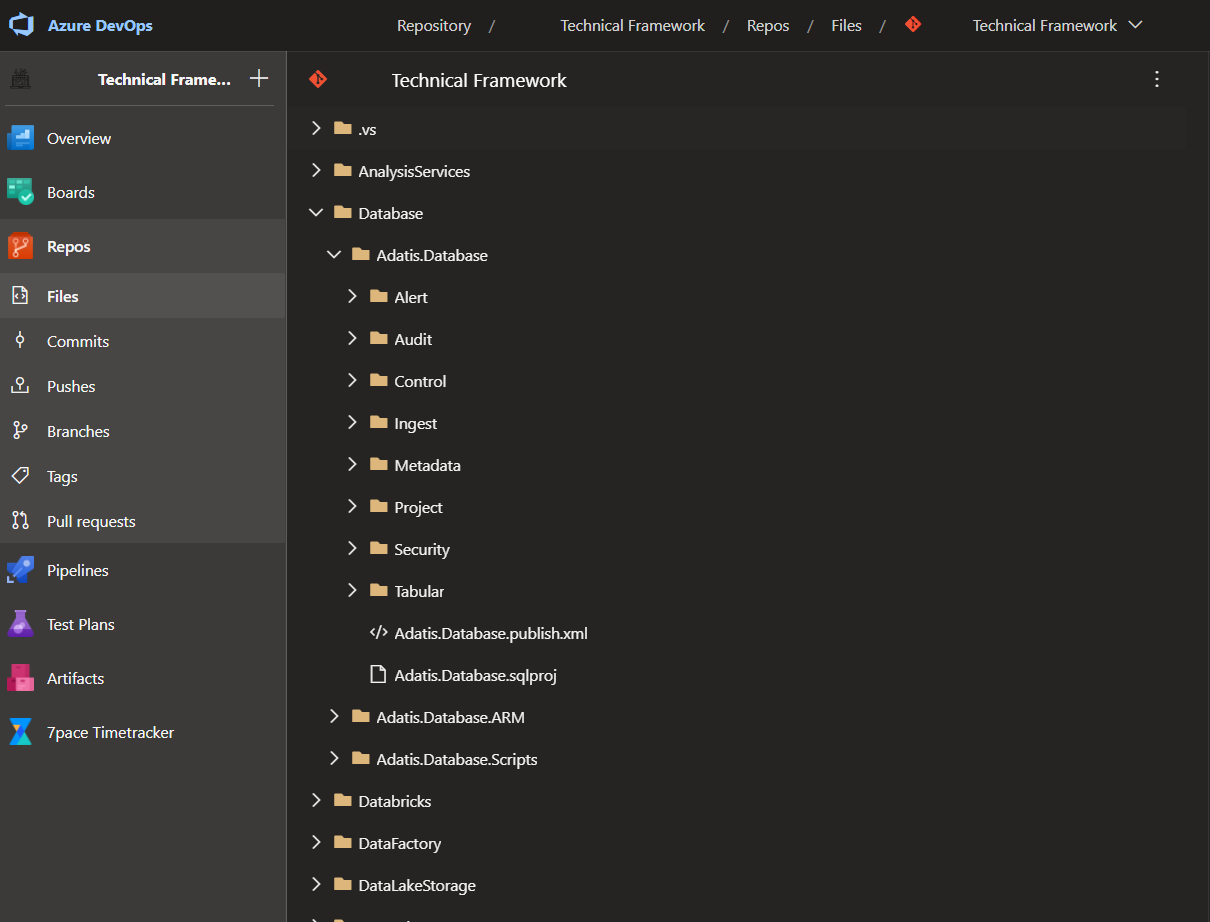 Azure DevOps
Repository / Technical Framework / Repos / Files / Technical Framework
Technical Frame...
Overview
Boards
Repos
Files
Commits
Pushes
Branches
Tags
Pull requests
Pipelines
Test Plans
Artifacts
7pace Timetracker
Technical Framework
.vs
AnalysisServices
Database
Adatis.Database
Alert
Audit
Control
Ingest
Metadata
Project
Security
Tabular
Adatis.Database.publish.xml
Adatis.Database.sqlproj
Adatis.Database.ARM
Adatis.Database.Scripts
Databricks
DataFactory
DataLakeStorage